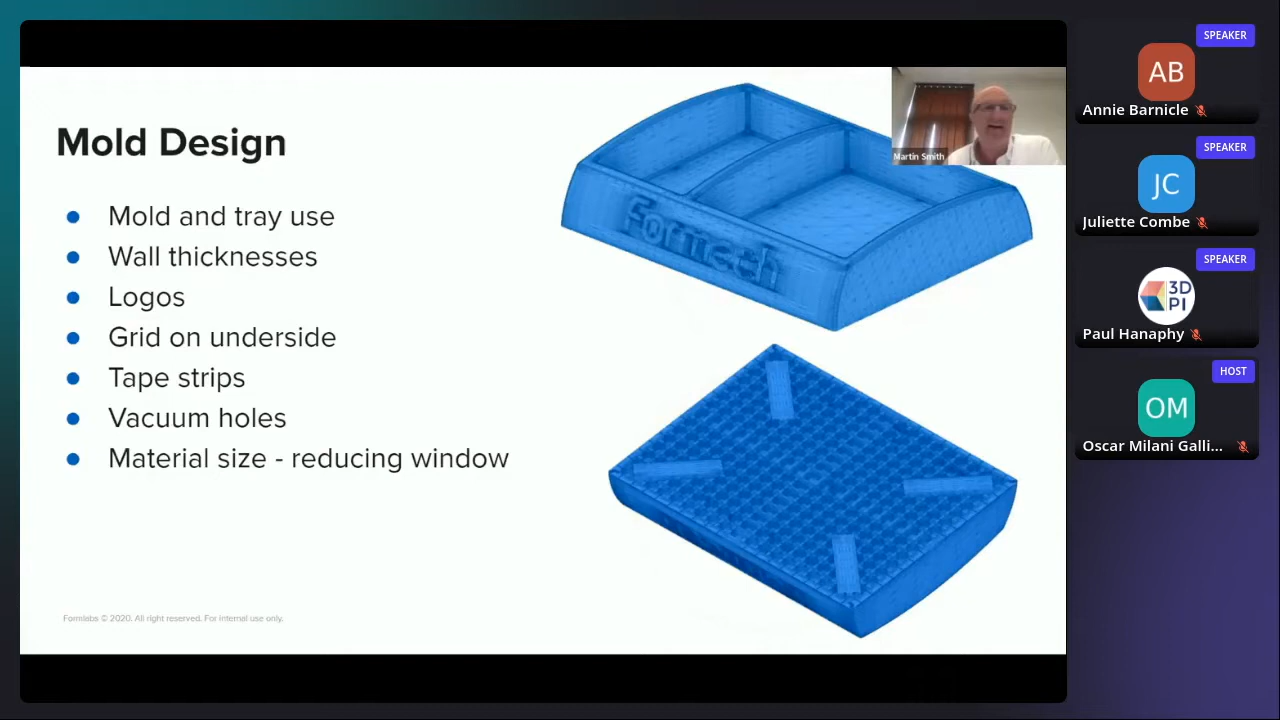 Mold Design
Mold and tray use
Wall thicknesses
Logos
Grid on underside
Tape strips
Vacuum holes
Material size - reducing window
Formlabs © 2020. All right reserved. For internal use only.
Formech
Martin Smith
SPEAKER
AB
Annie Barnicle
SPEAKER
JC
Juliette Combe
SPEAKER
3D
PI
Paul Hanaphy
HOST
OM
Oscar Milani Galli...